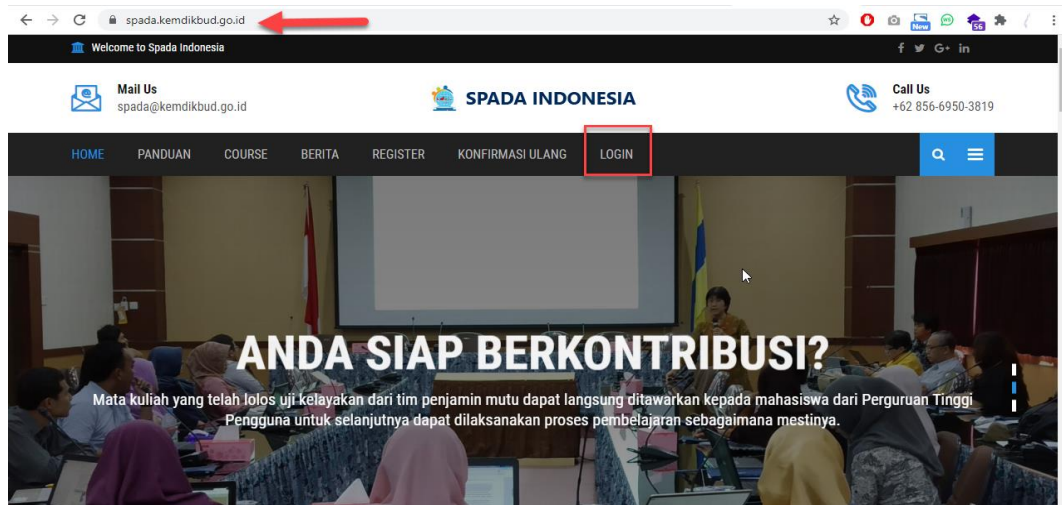 spada.kemdikbud.go.id
New
56
Welcome to Spada Indonesia
f G+ in
Mail Us
spada@kemdikbud.go.id
SPADA INDONESIA
Call Us
+62 856-6950-3819
HOME PANDUAN COURSE BERITA REGISTER KONFIRMASI ULANG LOGIN
ANDA SIAP BERKONTRIBUSI?
Mata kuliah yang telah lolos uji kelayakan dari tim penjamin mutu dapat langsung ditawarkan kepada mahasiswa dari Perguruan Tinggi
Pengguna untuk selanjutnya dapat dilaksanakan proses pembelajaran sebagaimana mestinya.